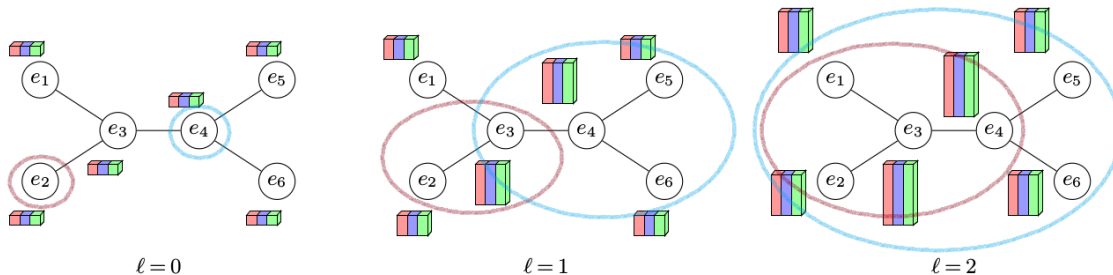 e₁ e₅ e₃ e₄ e₂ e₆
ℓ = 0
e₁ e₅ e₃ e₄ e₂ e₆
ℓ = 1
e₁ e₅ e₃ e₄ e₂ e₆
ℓ = 2